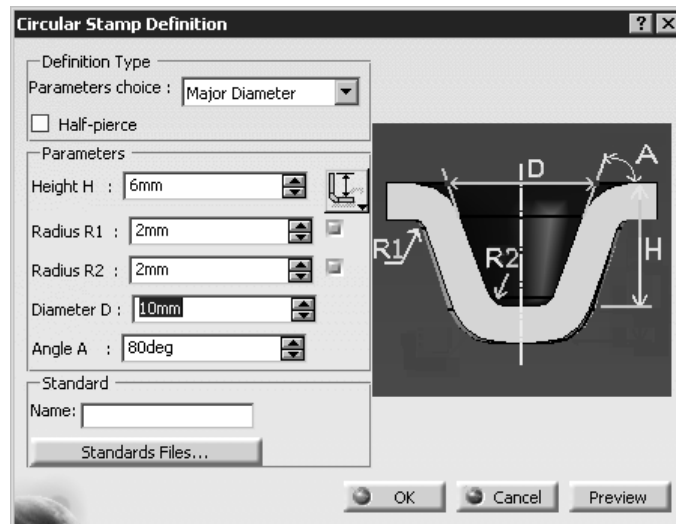 Circular Stamp Definition
Definition Type
Parameters choice : Major Diameter
Half-pierce
Parameters
Height H : 6mm
Radius R1 : 2mm
Radius R2 : 2mm
Diameter D : 10mm
Angle A : 80deg
Standard
Name:
Standards Files...
D
A
R1
R2
H
OK Cancel Preview